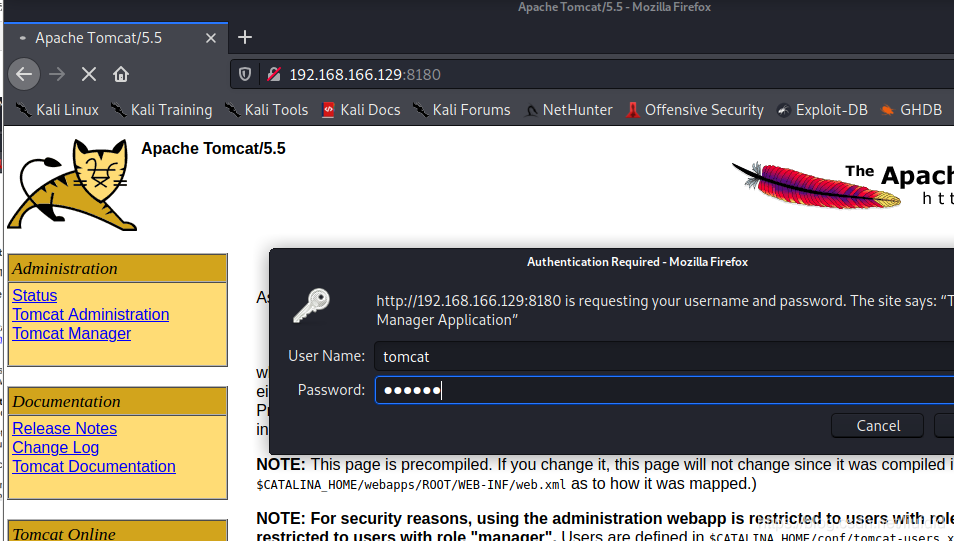 Apache Tomcat/5.5 - Mozilla Firefox
Apache Tomcat/5.5
192.168.166.129:8180
Kali Linux Kali Training Kali Tools Kali Docs Kali Forums NetHunter Offensive Security Exploit-DB GHDB
Apache Tomcat/5.5
The Apac
htt
Administration
Status
Tomcat Administration
Tomcat Manager
Documentation
Release Notes
Change Log
Tomcat Documentation
Tomcat Online
As
w
ei
in
Authentication Required - Mozilla Firefox
http://192.168.166.129:8180 is requesting your username and password. The site says: “T
Manager Application”
User Name: tomcat
Password: ●●●●●●
Cancel
NOTE: This page is precompiled. If you change it, this page will not change since it was compiled i
$CATALINA_HOME/webapps/ROOT/WEB-INF/web.xml as to how it was mapped.)
NOTE: For security reasons, using the administration webapp is restricted to users with role
restricted to users with role "manager". Users are defined in $CATALINA_HOME/conf/tomcat-users.x